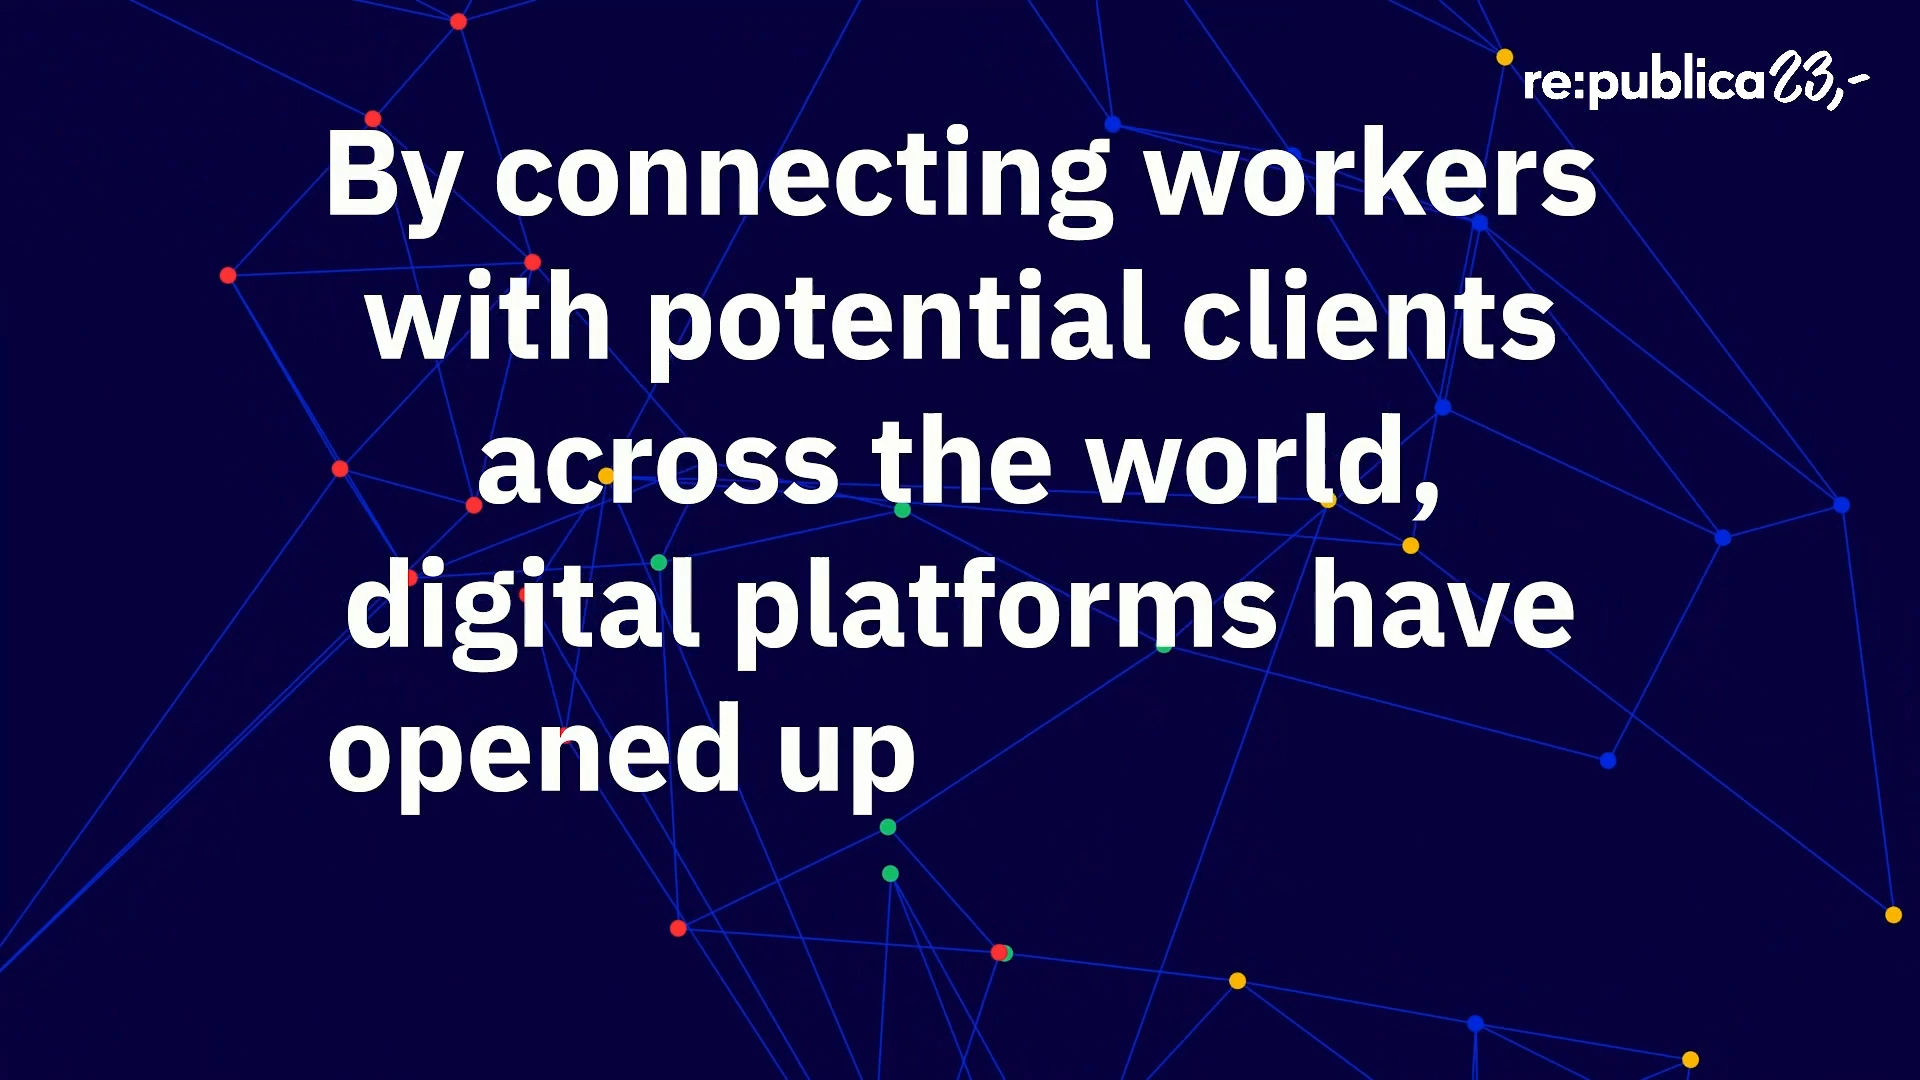 re:publica23,-
By connecting workers
with potential clients
across the world,
digital platforms have
opened up